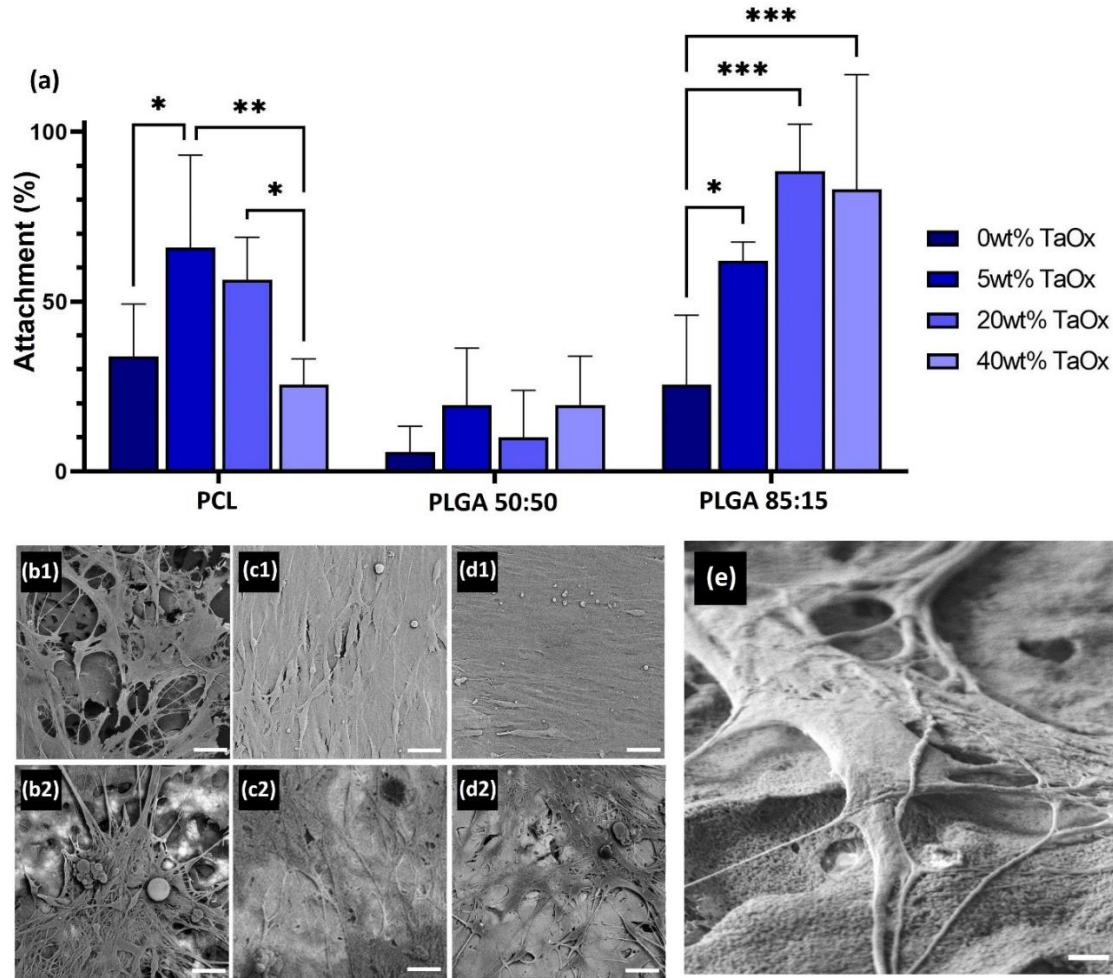 (a)
***
***
*
**
*
*
100
50
0
Attachment (%)
PCL
PLGA 50:50
PLGA 85:15
0wt% TaOx
5wt% TaOx
20wt% TaOx
40wt% TaOx
(b1)
(c1)
(d1)
(e)
(b2)
(c2)
(d2)